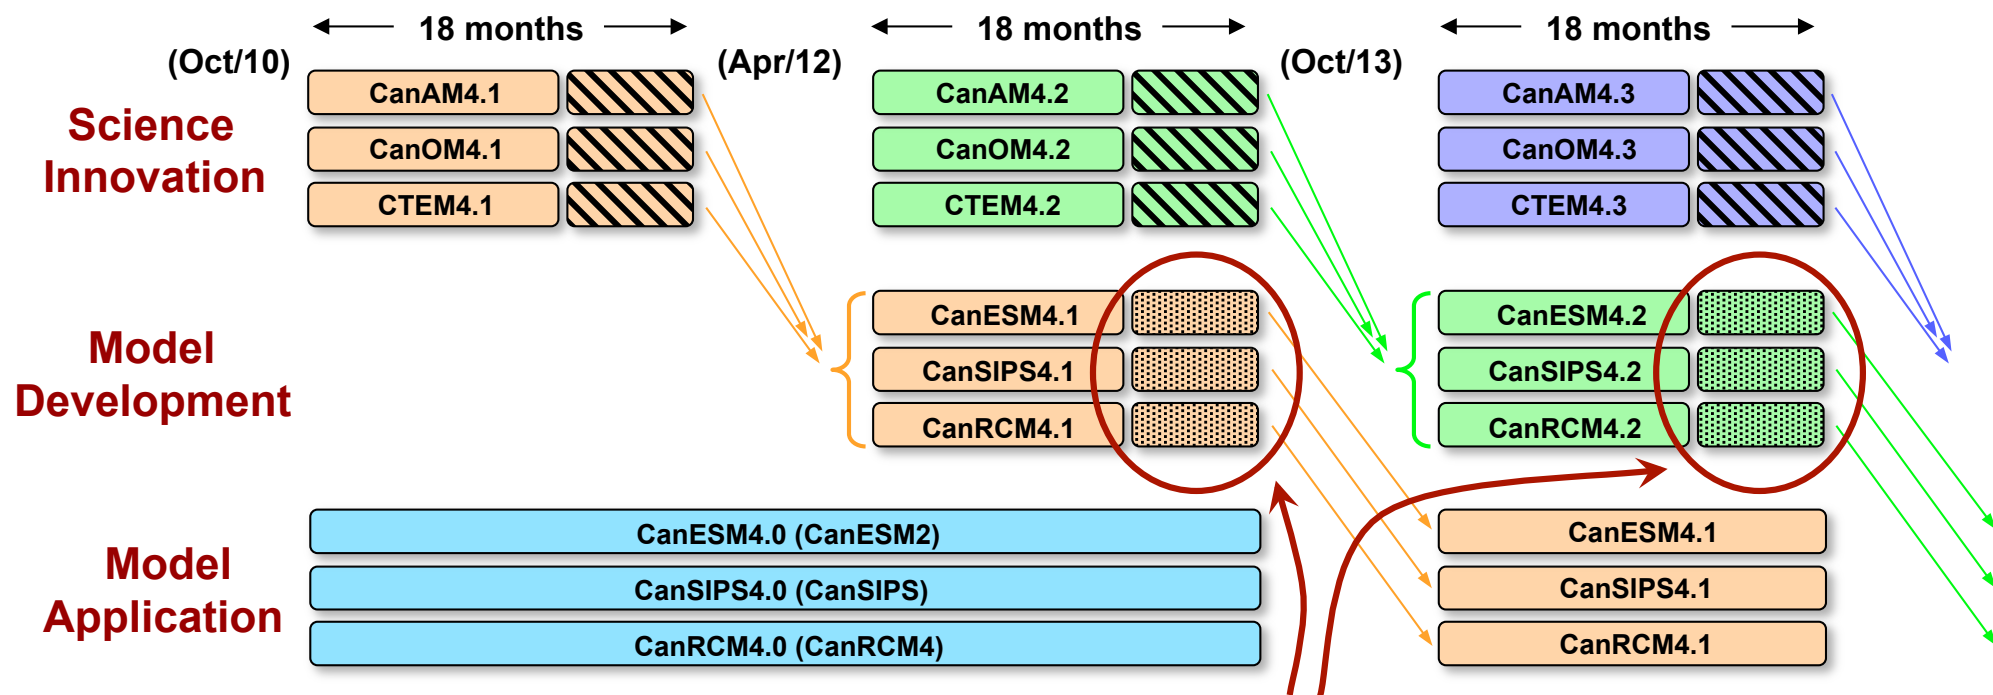 18 months
18 months
18 months
(Oct/10)
(Apr/12)
(Oct/13)
Science
Innovation
CanAM4.1
CanAM4.2
CanAM4.3
CanOM4.1
CanOM4.2
CanOM4.3
CTEM4.1
CTEM4.2
CTEM4.3
Model
Development
CanESM4.1
CanESM4.2
CanSIPS4.1
CanSIPS4.2
CanRCM4.1
CanRCM4.2
Model
Application
CanESM4.0 (CanESM2)
CanESM4.1
CanSIPS4.0 (CanSIPS)
CanSIPS4.1
CanRCM4.0 (CanRCM4)
CanRCM4.1